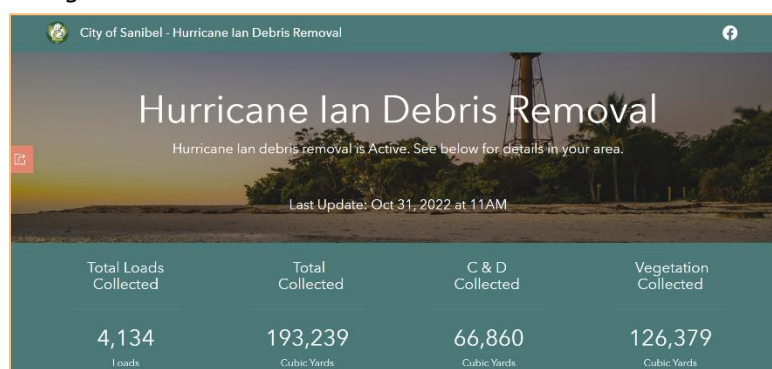 City of Sanibel - Hurricane Ian Debris Removal
Hurricane Ian Debris Removal
Hurricane Ian debris removal is Active. See below for details in your area.
Last Update: Oct 31, 2022 at 11AM
Total Loads
Collected
Total
Collected
C & D
Collected
Vegetation
Collected
4,134
193,239
66,860
126,379
Loads
Cubic Yards
Cubic Yards
Cubic Yards